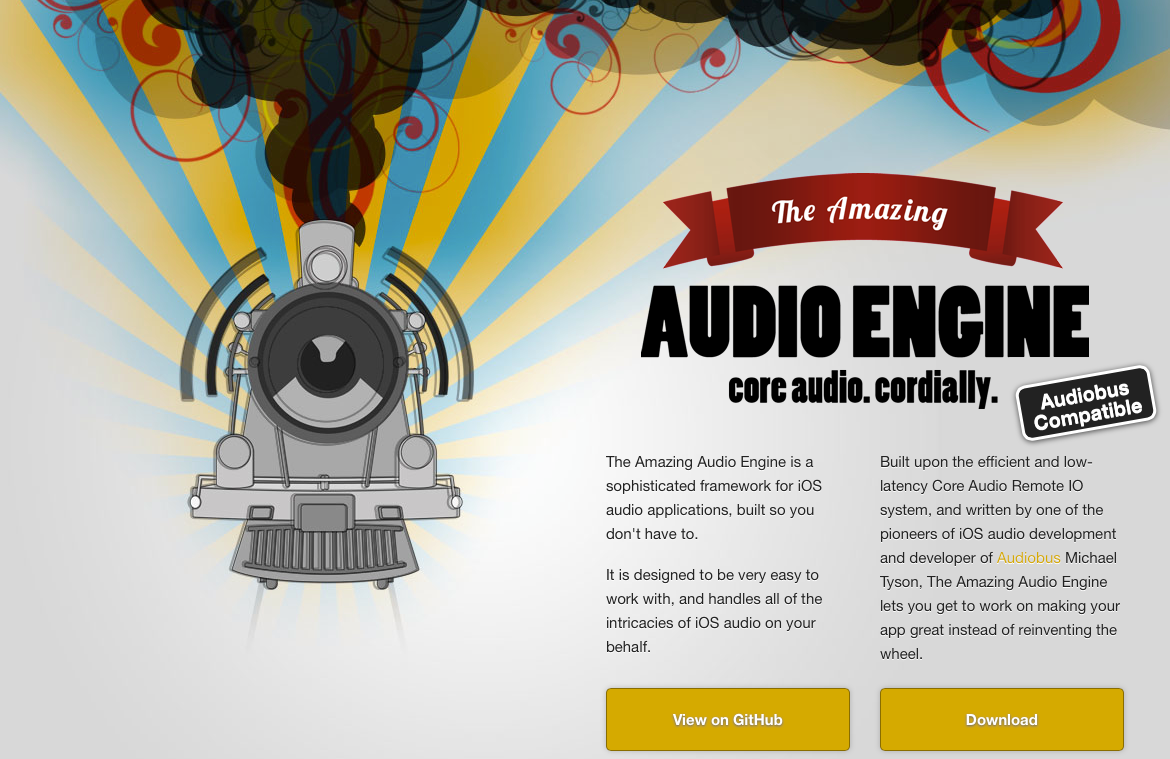 The Amazing
AUDIO ENGINE
core audio. cordially.
Audiobus
Compatible
The Amazing Audio Engine is a
sophisticated framework for iOS
audio applications, built so you
don't have to.
It is designed to be very easy to
work with, and handles all of the
intricacies of iOS audio on your
behalf.
Built upon the efficient and low-
latency Core Audio Remote IO
system, and written by one of the
pioneers of iOS audio development
and developer of Audiobus Michael
Tyson, The Amazing Audio Engine
lets you get to work on making your
app great instead of reinventing the
wheel.
View on GitHub
Download